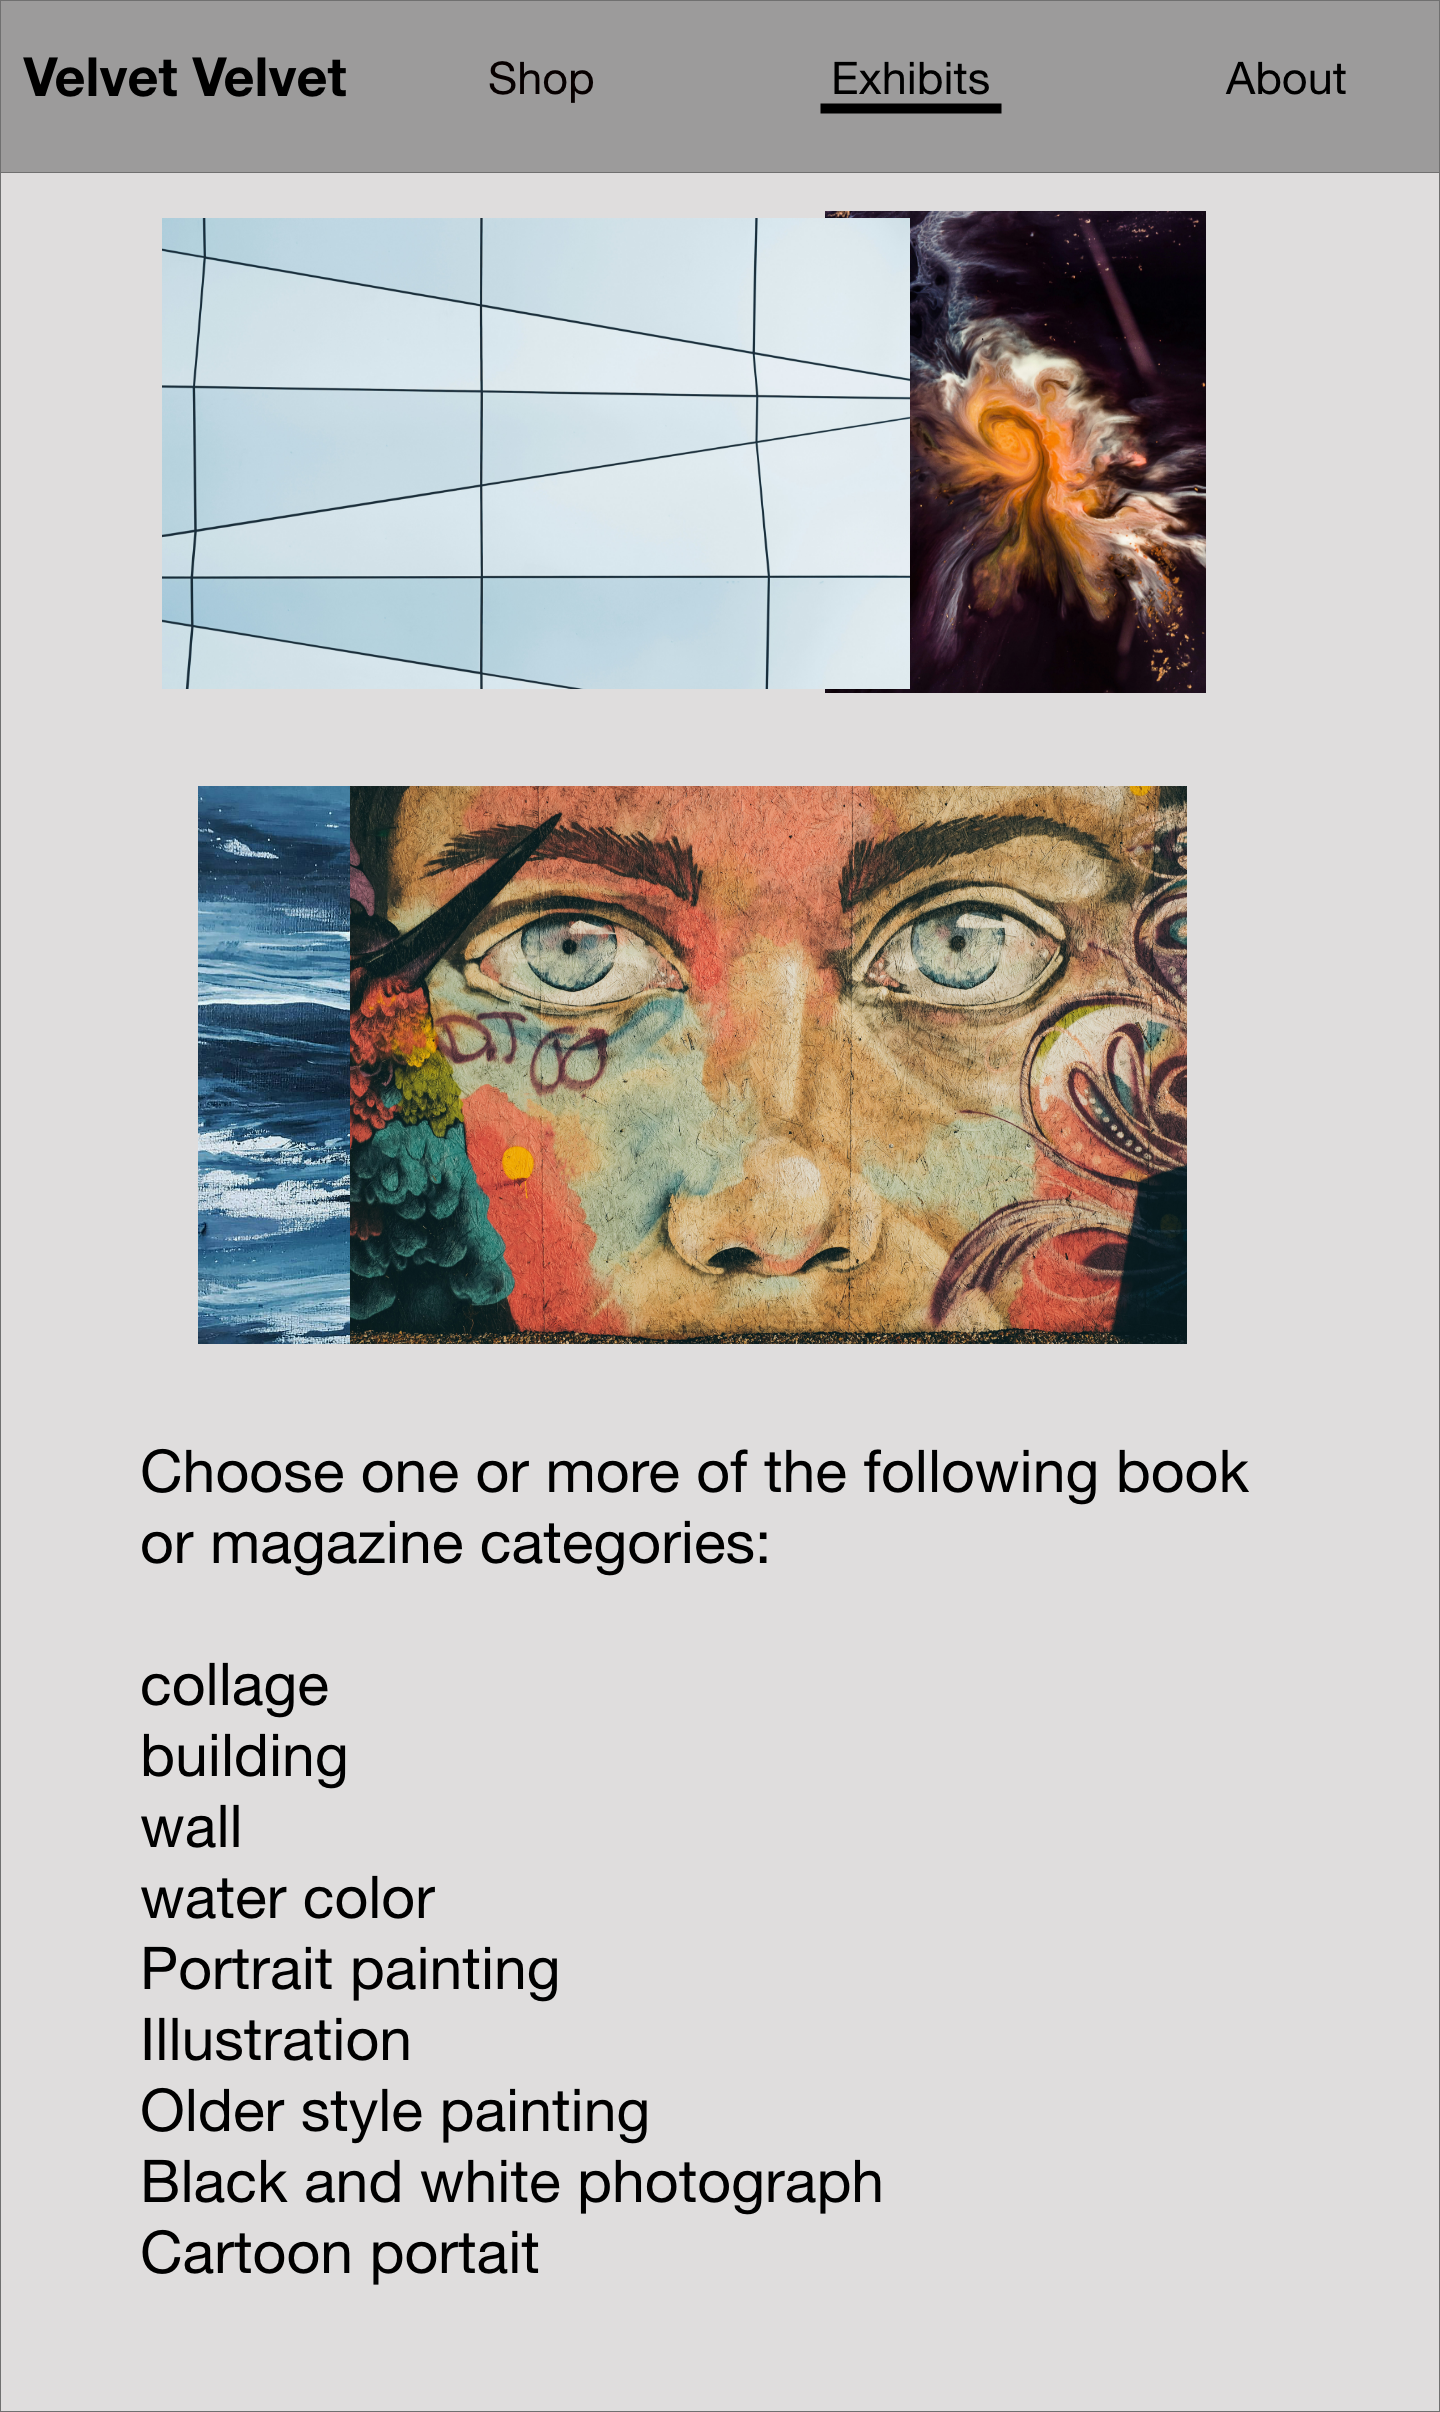 Velvet Velvet Shop Exhibits About
DT
Choose one or more of the following book
or magazine categories:
collage
building
wall
water color
Portrait painting
Illustration
Older style painting
Black and white photograph
Cartoon portait